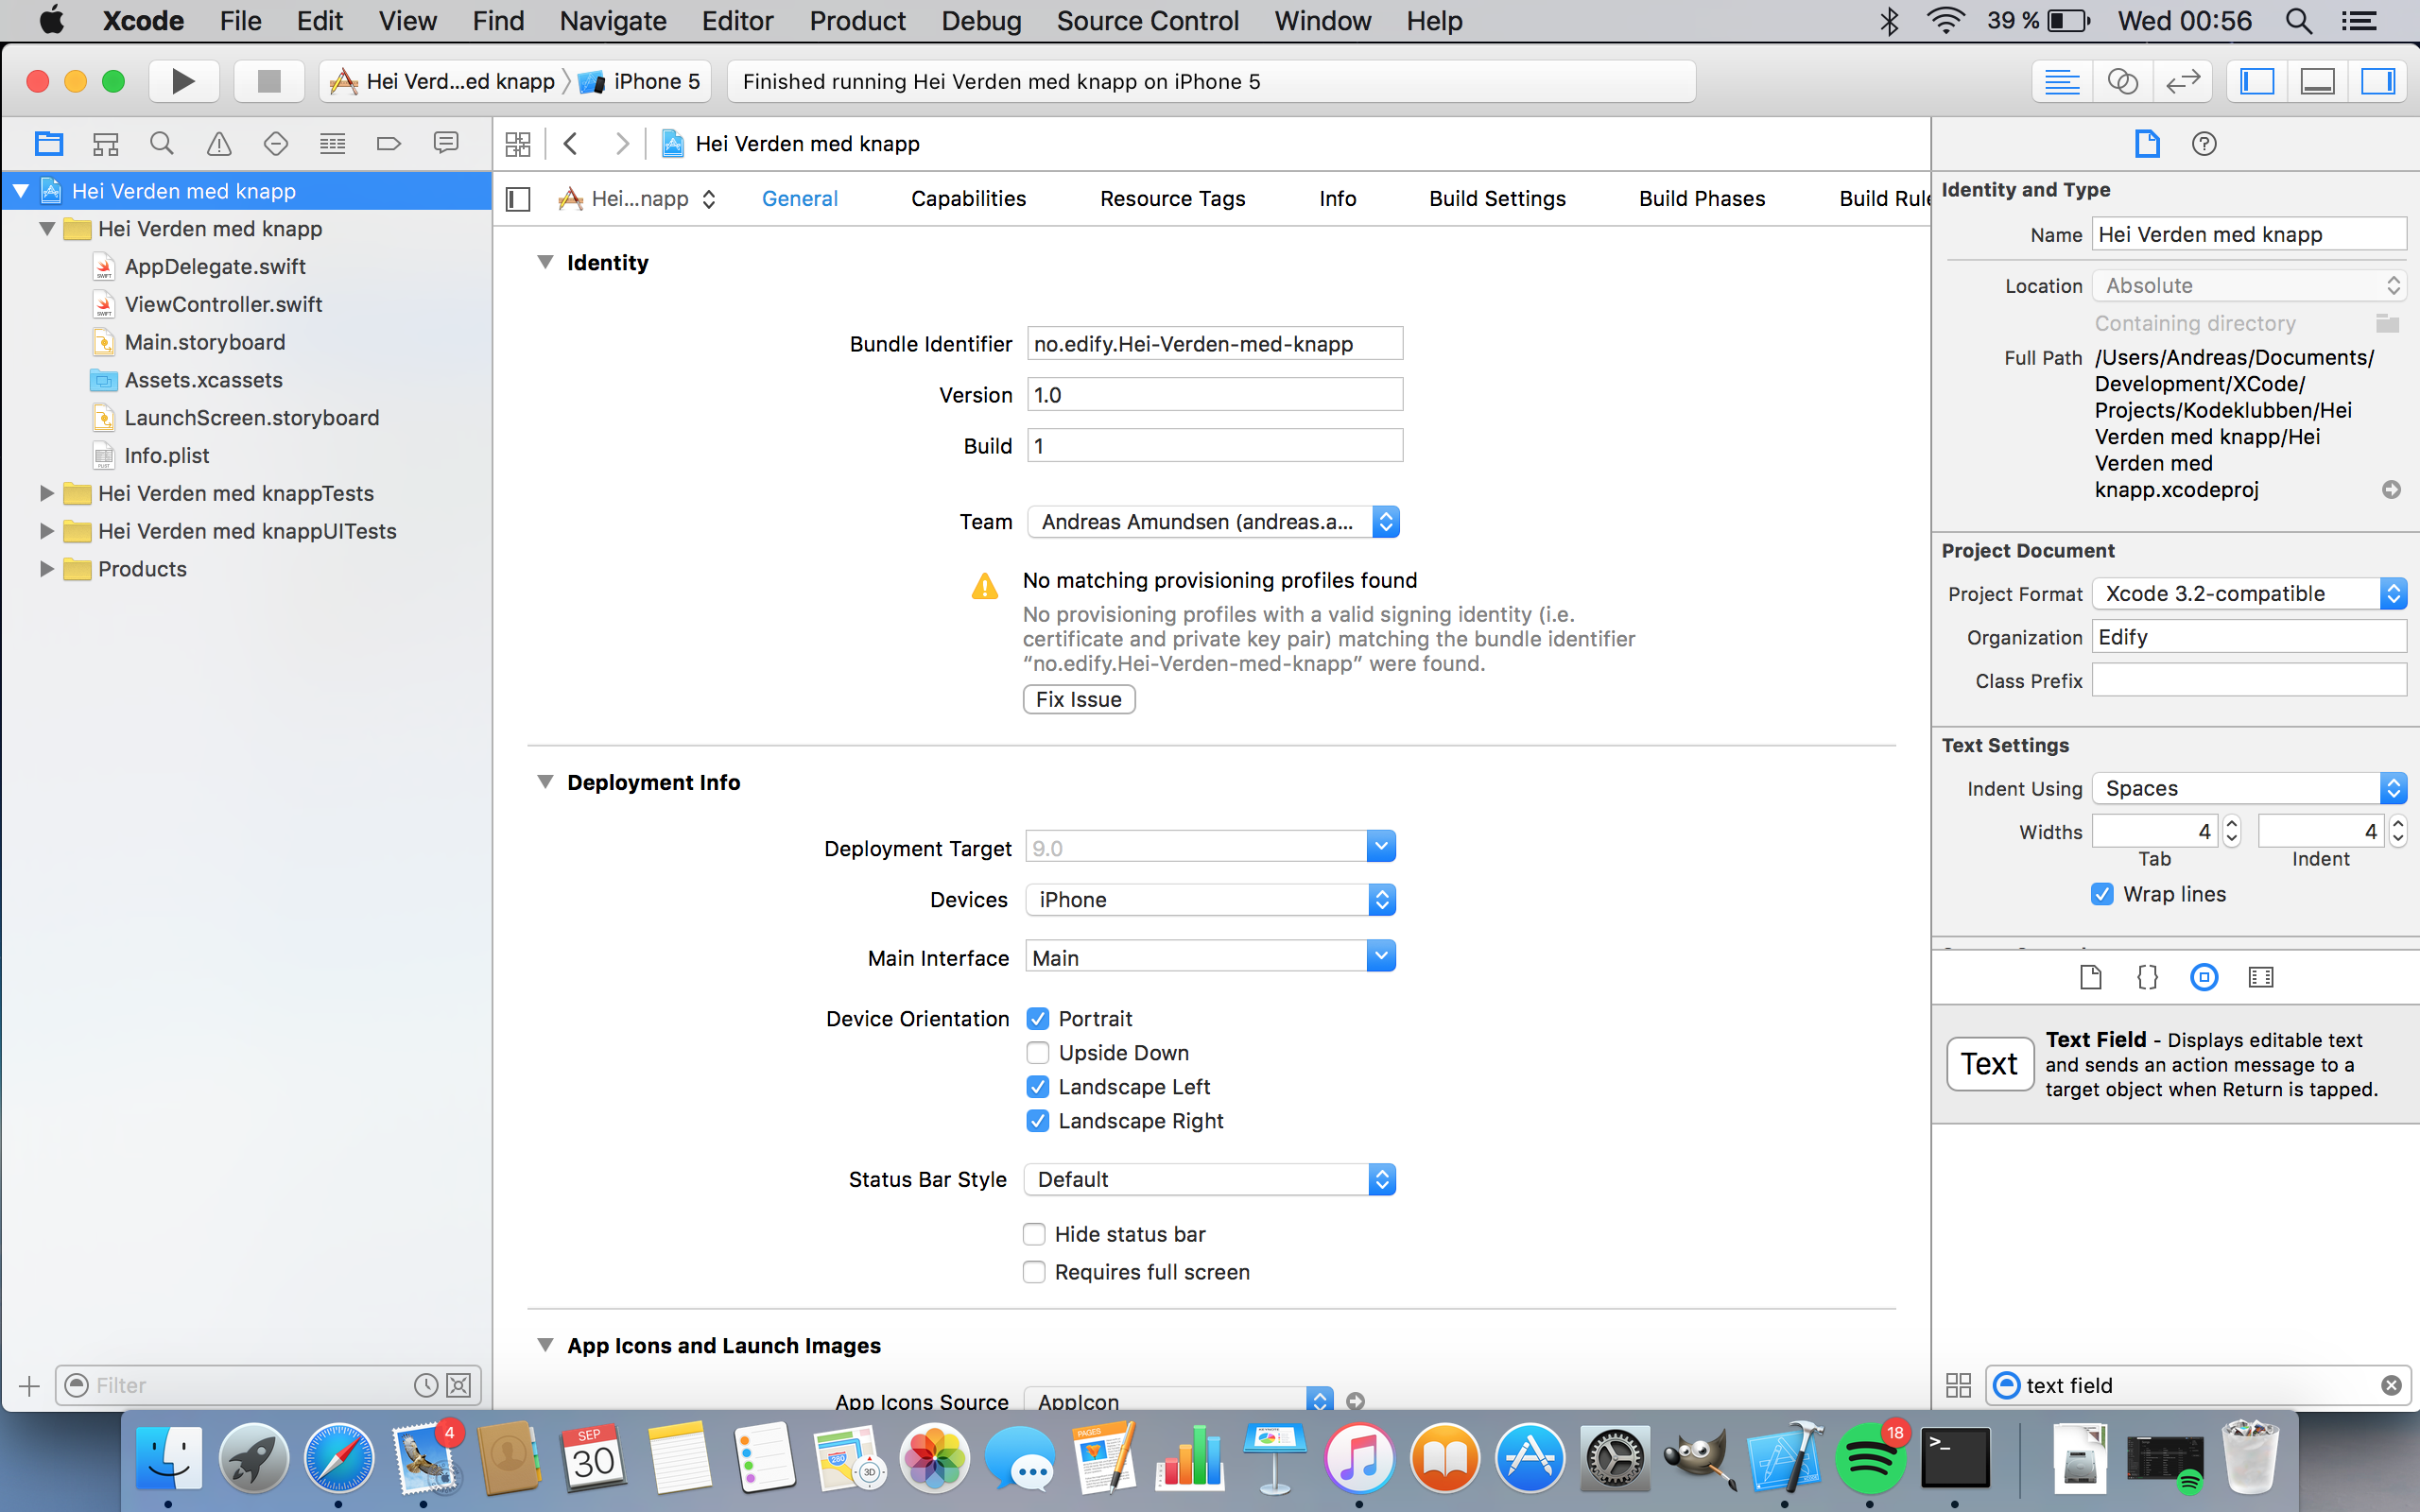 Xcode File Edit View Find Navigate Editor Product Debug Source Control Window Help 39 % Wed 00:56
Hei Verd...ed knapp iPhone 5 Finished running Hei Verden med knapp on iPhone 5
Hei Verden med knapp
Hei...napp General Capabilities Resource Tags Info Build Settings Build Phases Build Rule
Hei Verden med knapp
Hei Verden med knapp
AppDelegate.swift
ViewController.swift
Main.storyboard
Assets.xcassets
LaunchScreen.storyboard
Info.plist
Hei Verden med knappTests
Hei Verden med knappUITests
Products
Filter
Identity
Bundle Identifier no.edify.Hei-Verden-med-knapp
Version 1.0
Build 1
Team Andreas Amundsen (andreas.a...
No matching provisioning profiles found
No provisioning profiles with a valid signing identity (i.e.
certificate and private key pair) matching the bundle identifier
“no.edify.Hei-Verden-med-knapp” were found.
Fix Issue
Deployment Info
Deployment Target 9.0
Devices iPhone
Main Interface Main
Device Orientation Portrait
Upside Down
Landscape Left
Landscape Right
Status Bar Style Default
Hide status bar
Requires full screen
App Icons and Launch Images
App Icons Source AppIcon
Identity and Type
Name Hei Verden med knapp
Location Absolute
Containing directory
Full Path /Users/Andreas/Documents/
Development/XCode/
Projects/Kodeklubben/Hei
Verden med knapp/Hei
Verden med
knapp.xcodeproj
Project Document
Project Format Xcode 3.2-compatible
Organization Edify
Class Prefix
Text Settings
Indent Using Spaces
Widths 4 4
Tab Indent
Wrap lines
Text
Text Field - Displays editable text
and sends an action message to a
target object when Return is tapped.
text field
4
SEP
30
280
3D
PAGES
18
>_